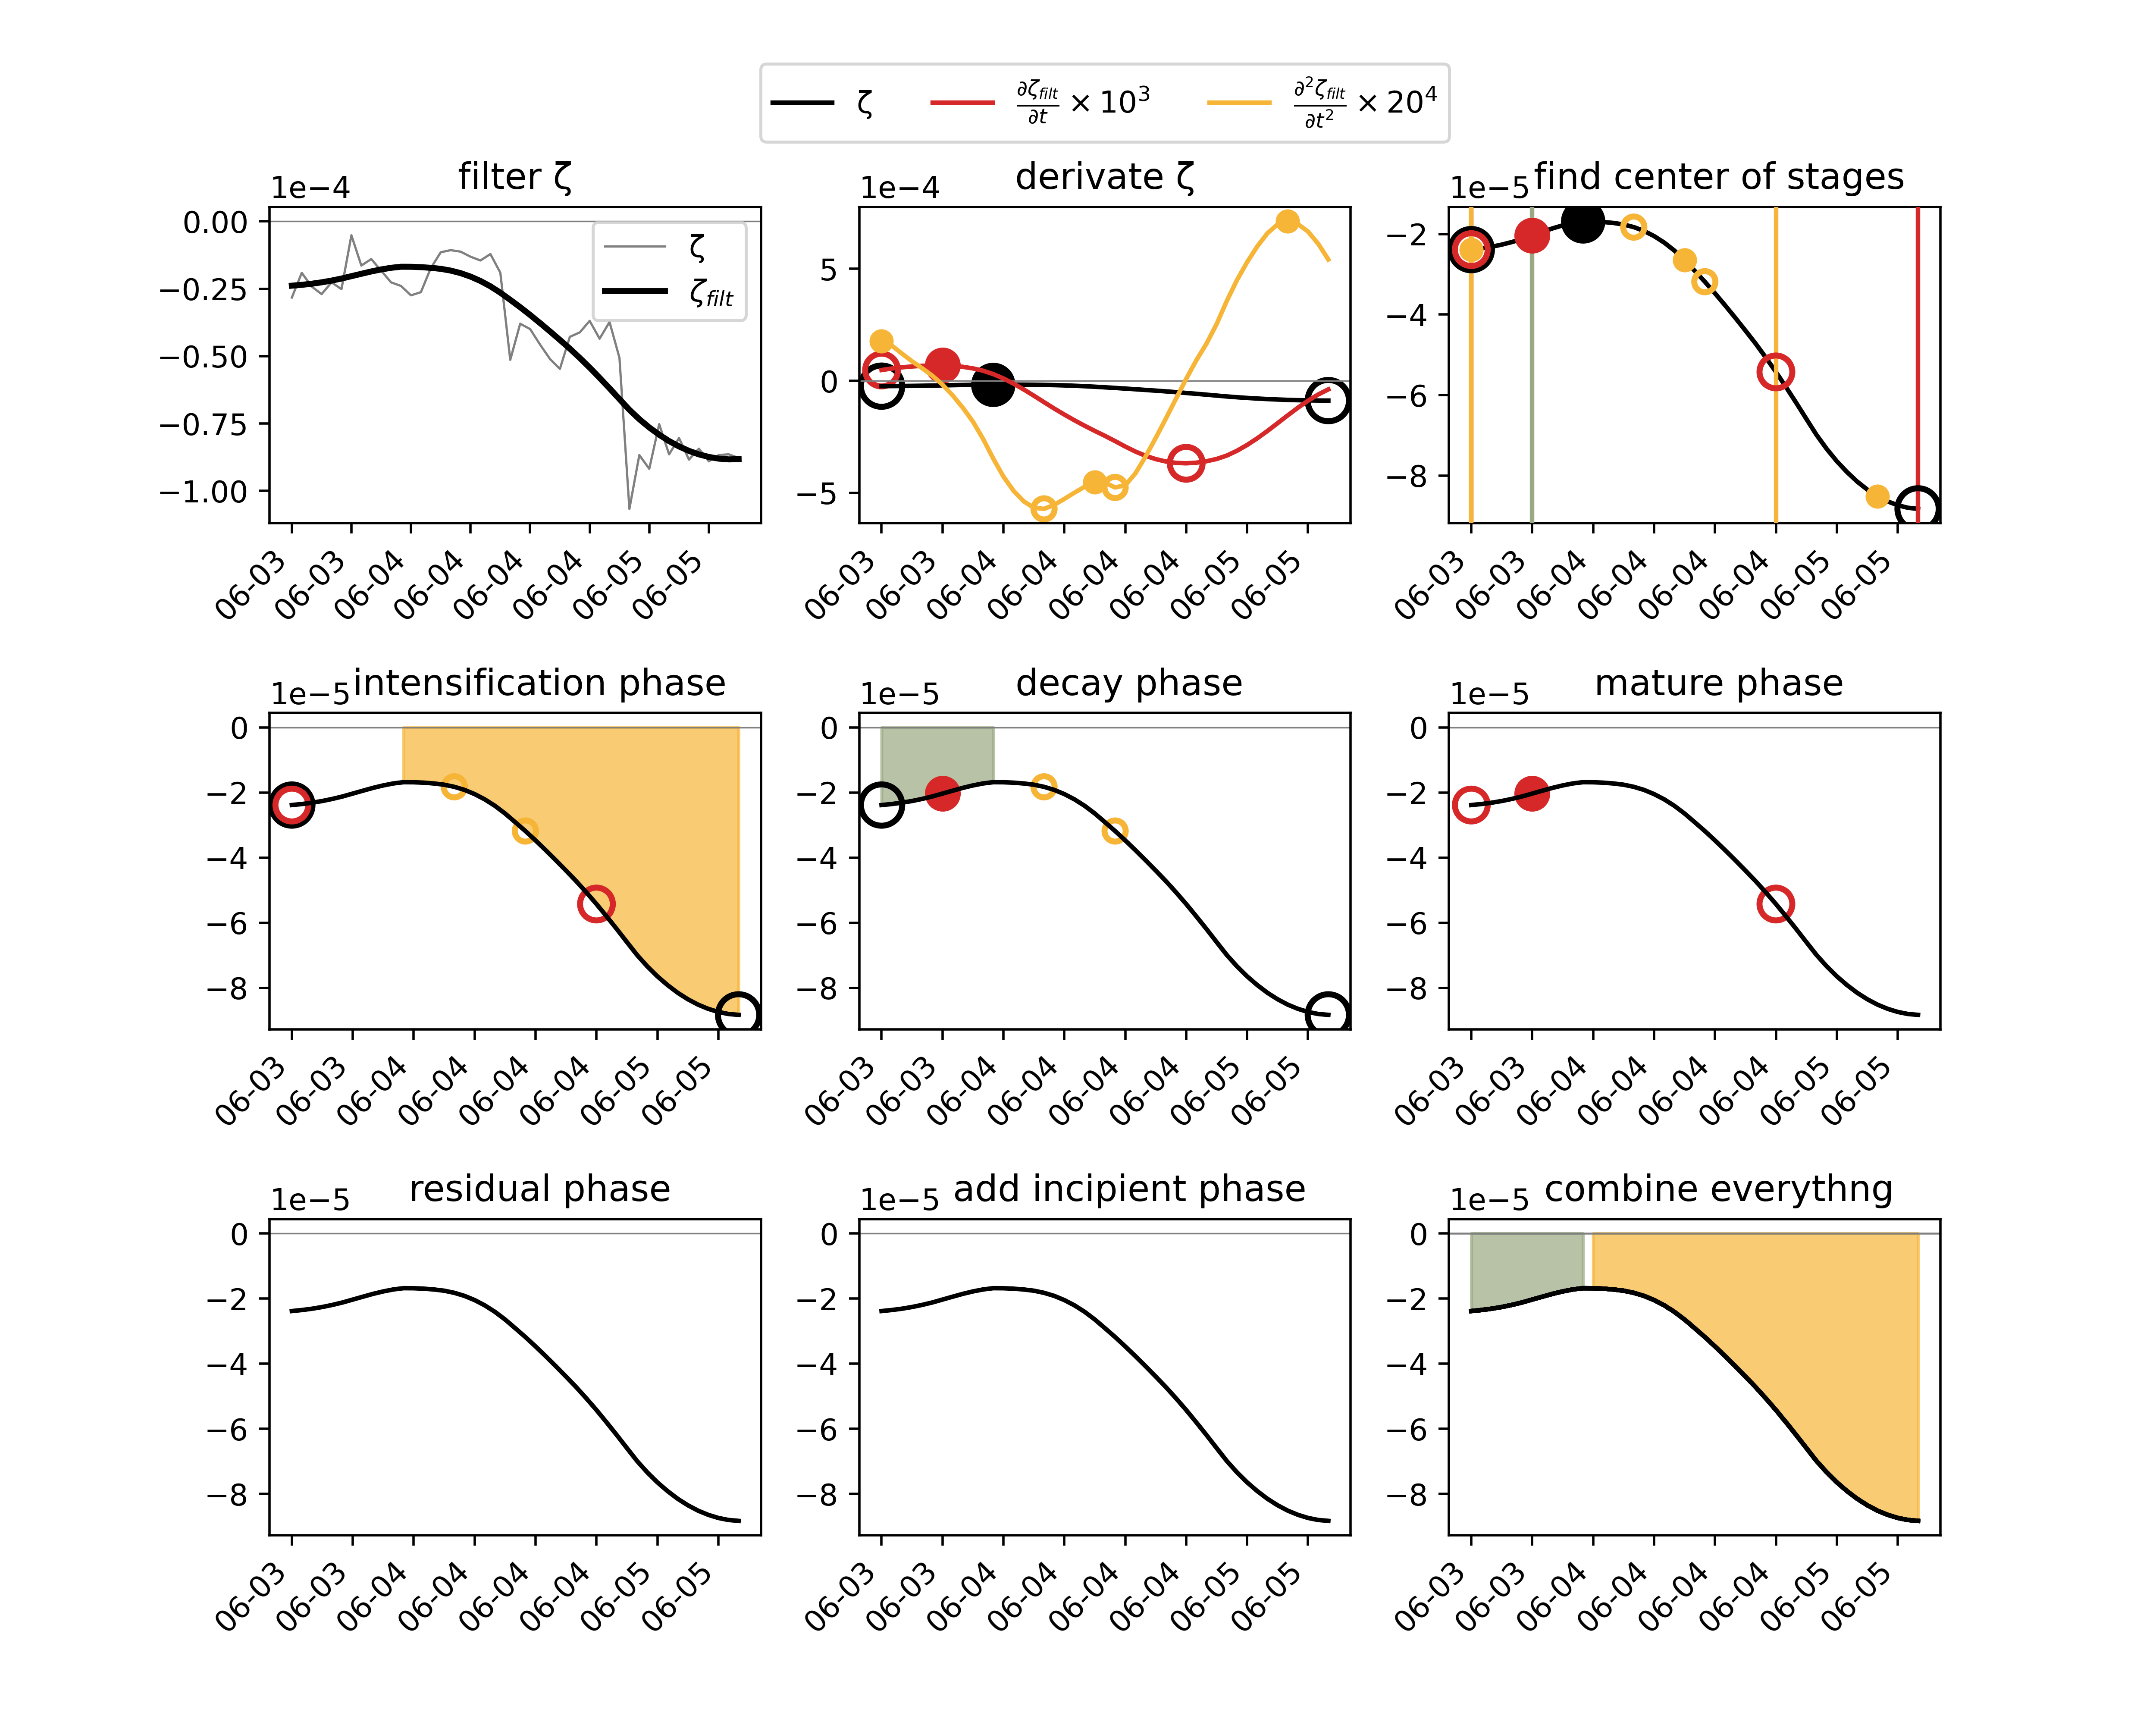 ζ ∂ζfilt/∂t × 10³ ∂²ζfilt/∂t² × 20⁴
filter ζ
1e−4
0.00
−0.25
−0.50
−0.75
−1.00
ζ
ζfilt
06-03 06-03 06-04 06-04 06-04 06-04 06-05 06-05
derivate ζ
1e−4
5
0
−5
06-03 06-03 06-04 06-04 06-04 06-04 06-05 06-05
find center of stages
1e−5
−2
−4
−6
−8
06-03 06-03 06-04 06-04 06-04 06-04 06-05 06-05
intensification phase
1e−5
0
−2
−4
−6
−8
06-03 06-03 06-04 06-04 06-04 06-04 06-05 06-05
decay phase
1e−5
0
−2
−4
−6
−8
06-03 06-03 06-04 06-04 06-04 06-04 06-05 06-05
mature phase
1e−5
0
−2
−4
−6
−8
06-03 06-03 06-04 06-04 06-04 06-04 06-05 06-05
residual phase
1e−5
0
−2
−4
−6
−8
06-03 06-03 06-04 06-04 06-04 06-04 06-05 06-05
add incipient phase
1e−5
0
−2
−4
−6
−8
06-03 06-03 06-04 06-04 06-04 06-04 06-05 06-05
combine everythng
1e−5
0
−2
−4
−6
−8
06-03 06-03 06-04 06-04 06-04 06-04 06-05 06-05